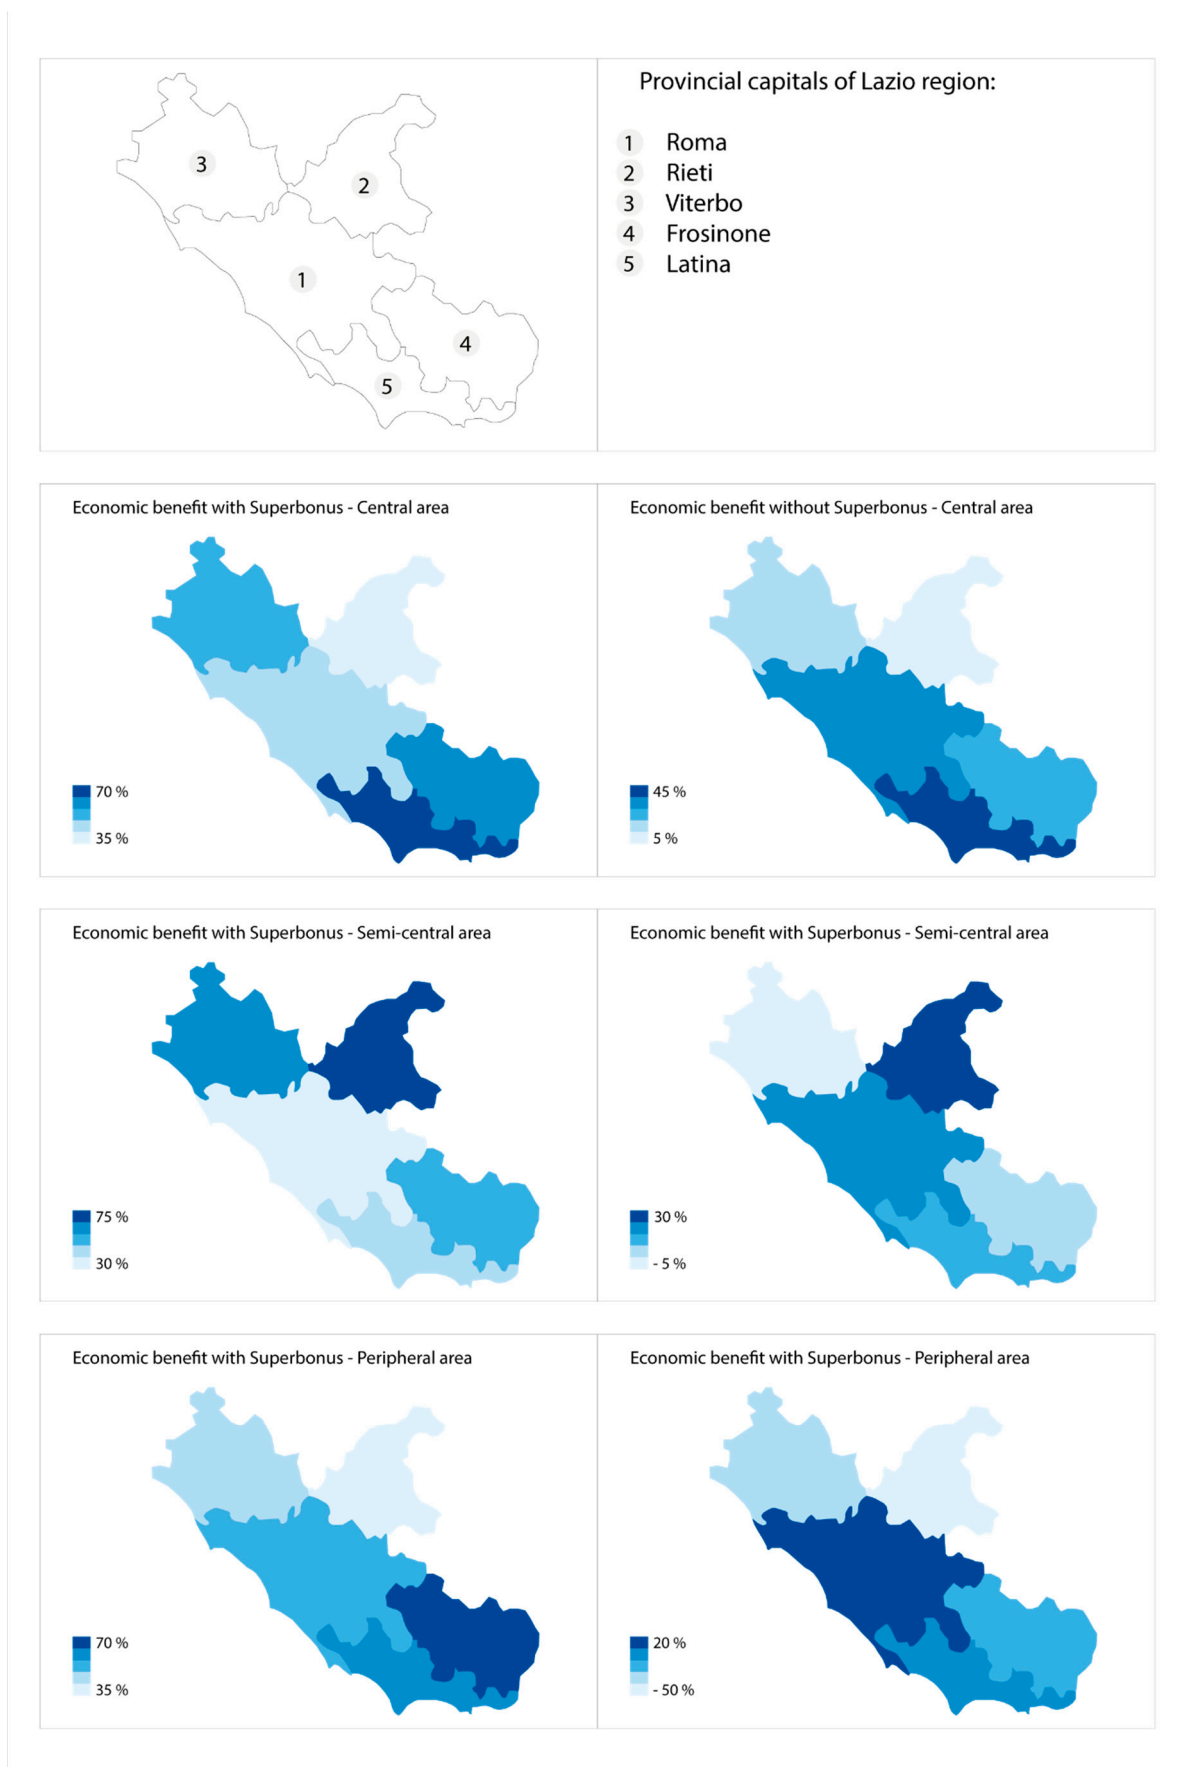 3
2
1
4
5
Provincial capitals of Lazio region:
1 Roma
2 Rieti
3 Viterbo
4 Frosinone
5 Latina
Economic benefit with Superbonus - Central area
70 %
35 %
Economic benefit without Superbonus - Central area
45 %
5 %
Economic benefit with Superbonus - Semi-central area
75 %
30 %
Economic benefit with Superbonus - Semi-central area
30 %
- 5 %
Economic benefit with Superbonus - Peripheral area
70 %
35 %
Economic benefit with Superbonus - Peripheral area
20 %
- 50 %